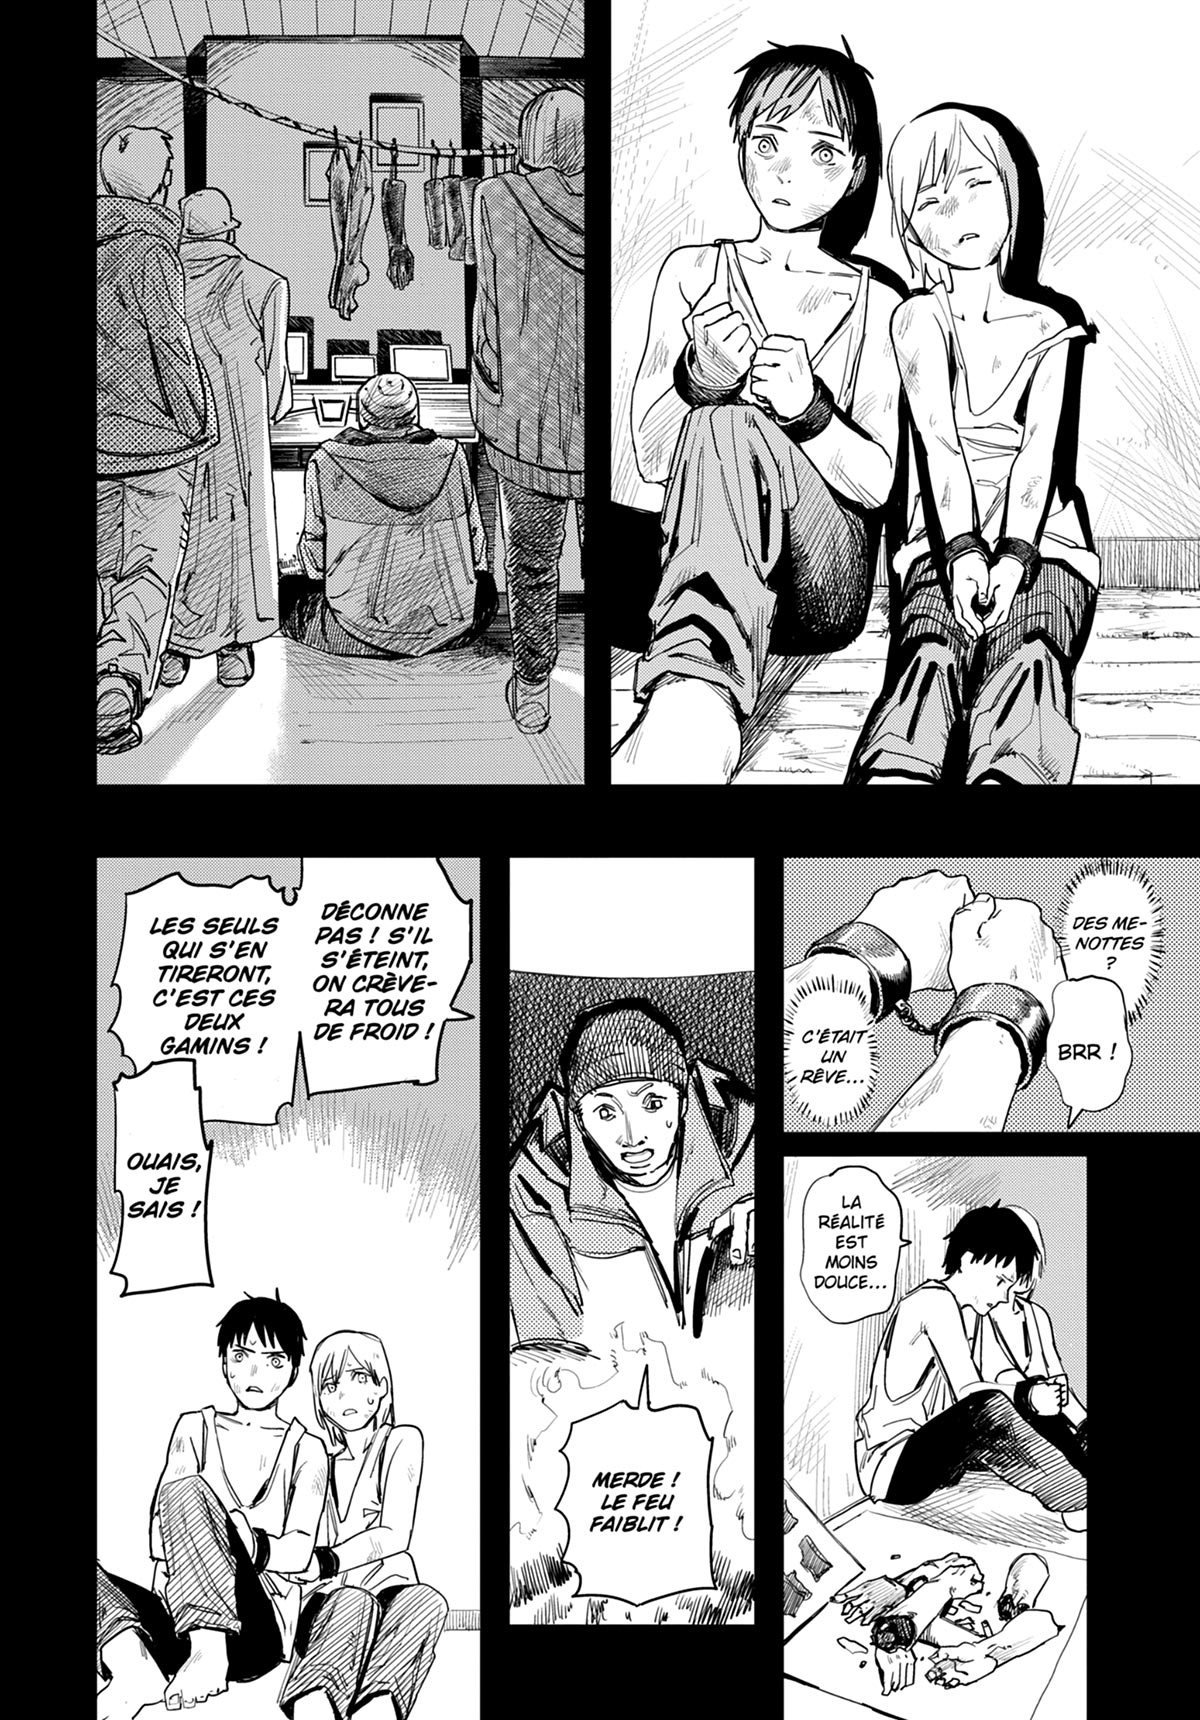 DES ME-
NOTTES
?
C'ÉTAIT
UN
RÊVE...
BRR !
LA
RÉALITÉ
EST
MOINS
DOUCE...
MERDE !
LE FEU
FAIBLIT !
DÉCONNE
PAS ! S'IL
S'ÉTEINT,
ON CRÈVE-
RA TOUS
DE FROID !
LES SEULS
QUI S'EN
TIRERONT,
C'EST CES
DEUX
GAMINS !
OUAIS,
JE
SAIS !